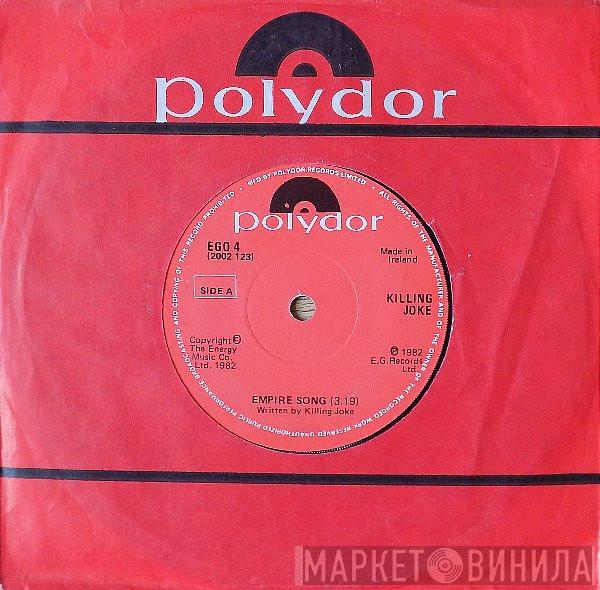 polydor
• MFD BY POLYDOR RECORDS LIMITED • ALL RIGHTS OF THE MANUFACTURER AND OF THE OWNER OF THE RECORDED WORK RESERVED UNAUTHORIZED PUBLIC PERFORMANCE BROADCASTING AND COPYING OF THIS RECORD PROHIBITED
polydor
EGO 4
(2002 123)
Made in
Ireland
SIDE A
KILLING
JOKE
Copyright ©
The Energy
Music Co.
Ltd, 1982
℗ 1982
E.G.Records
Ltd.
EMPIRE SONG (3.19)
Written by Killing Joke
МАРКЕТ ВИНИЛА